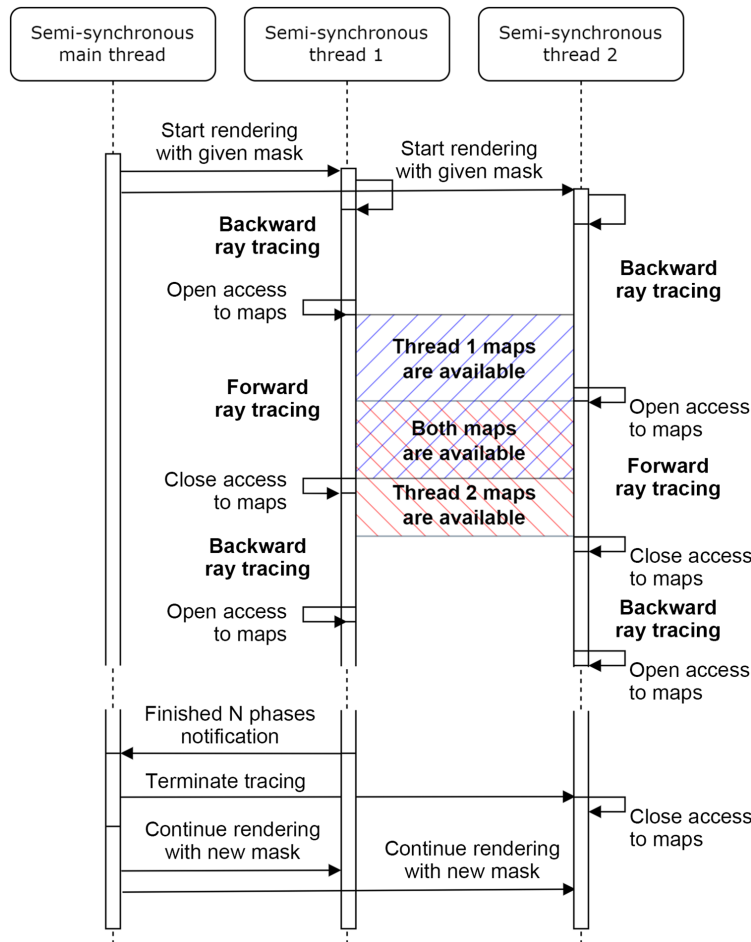 Semi-synchronous
main thread
Semi-synchronous
thread 1
Semi-synchronous
thread 2
Start rendering
with given mask
Start rendering
with given mask
Backward
ray tracing
Backward
ray tracing
Open access
to maps
Thread 1 maps
are available
Forward
ray tracing
Open access
to maps
Both maps
are available
Forward
ray tracing
Close access
to maps
Thread 2 maps
are available
Backward
ray tracing
Close access
to maps
Open access
to maps
Backward
ray tracing
Open access
to maps
Finished N phases
notification
Terminate tracing
Close access
to maps
Continue rendering
with new mask
Continue rendering
with new mask